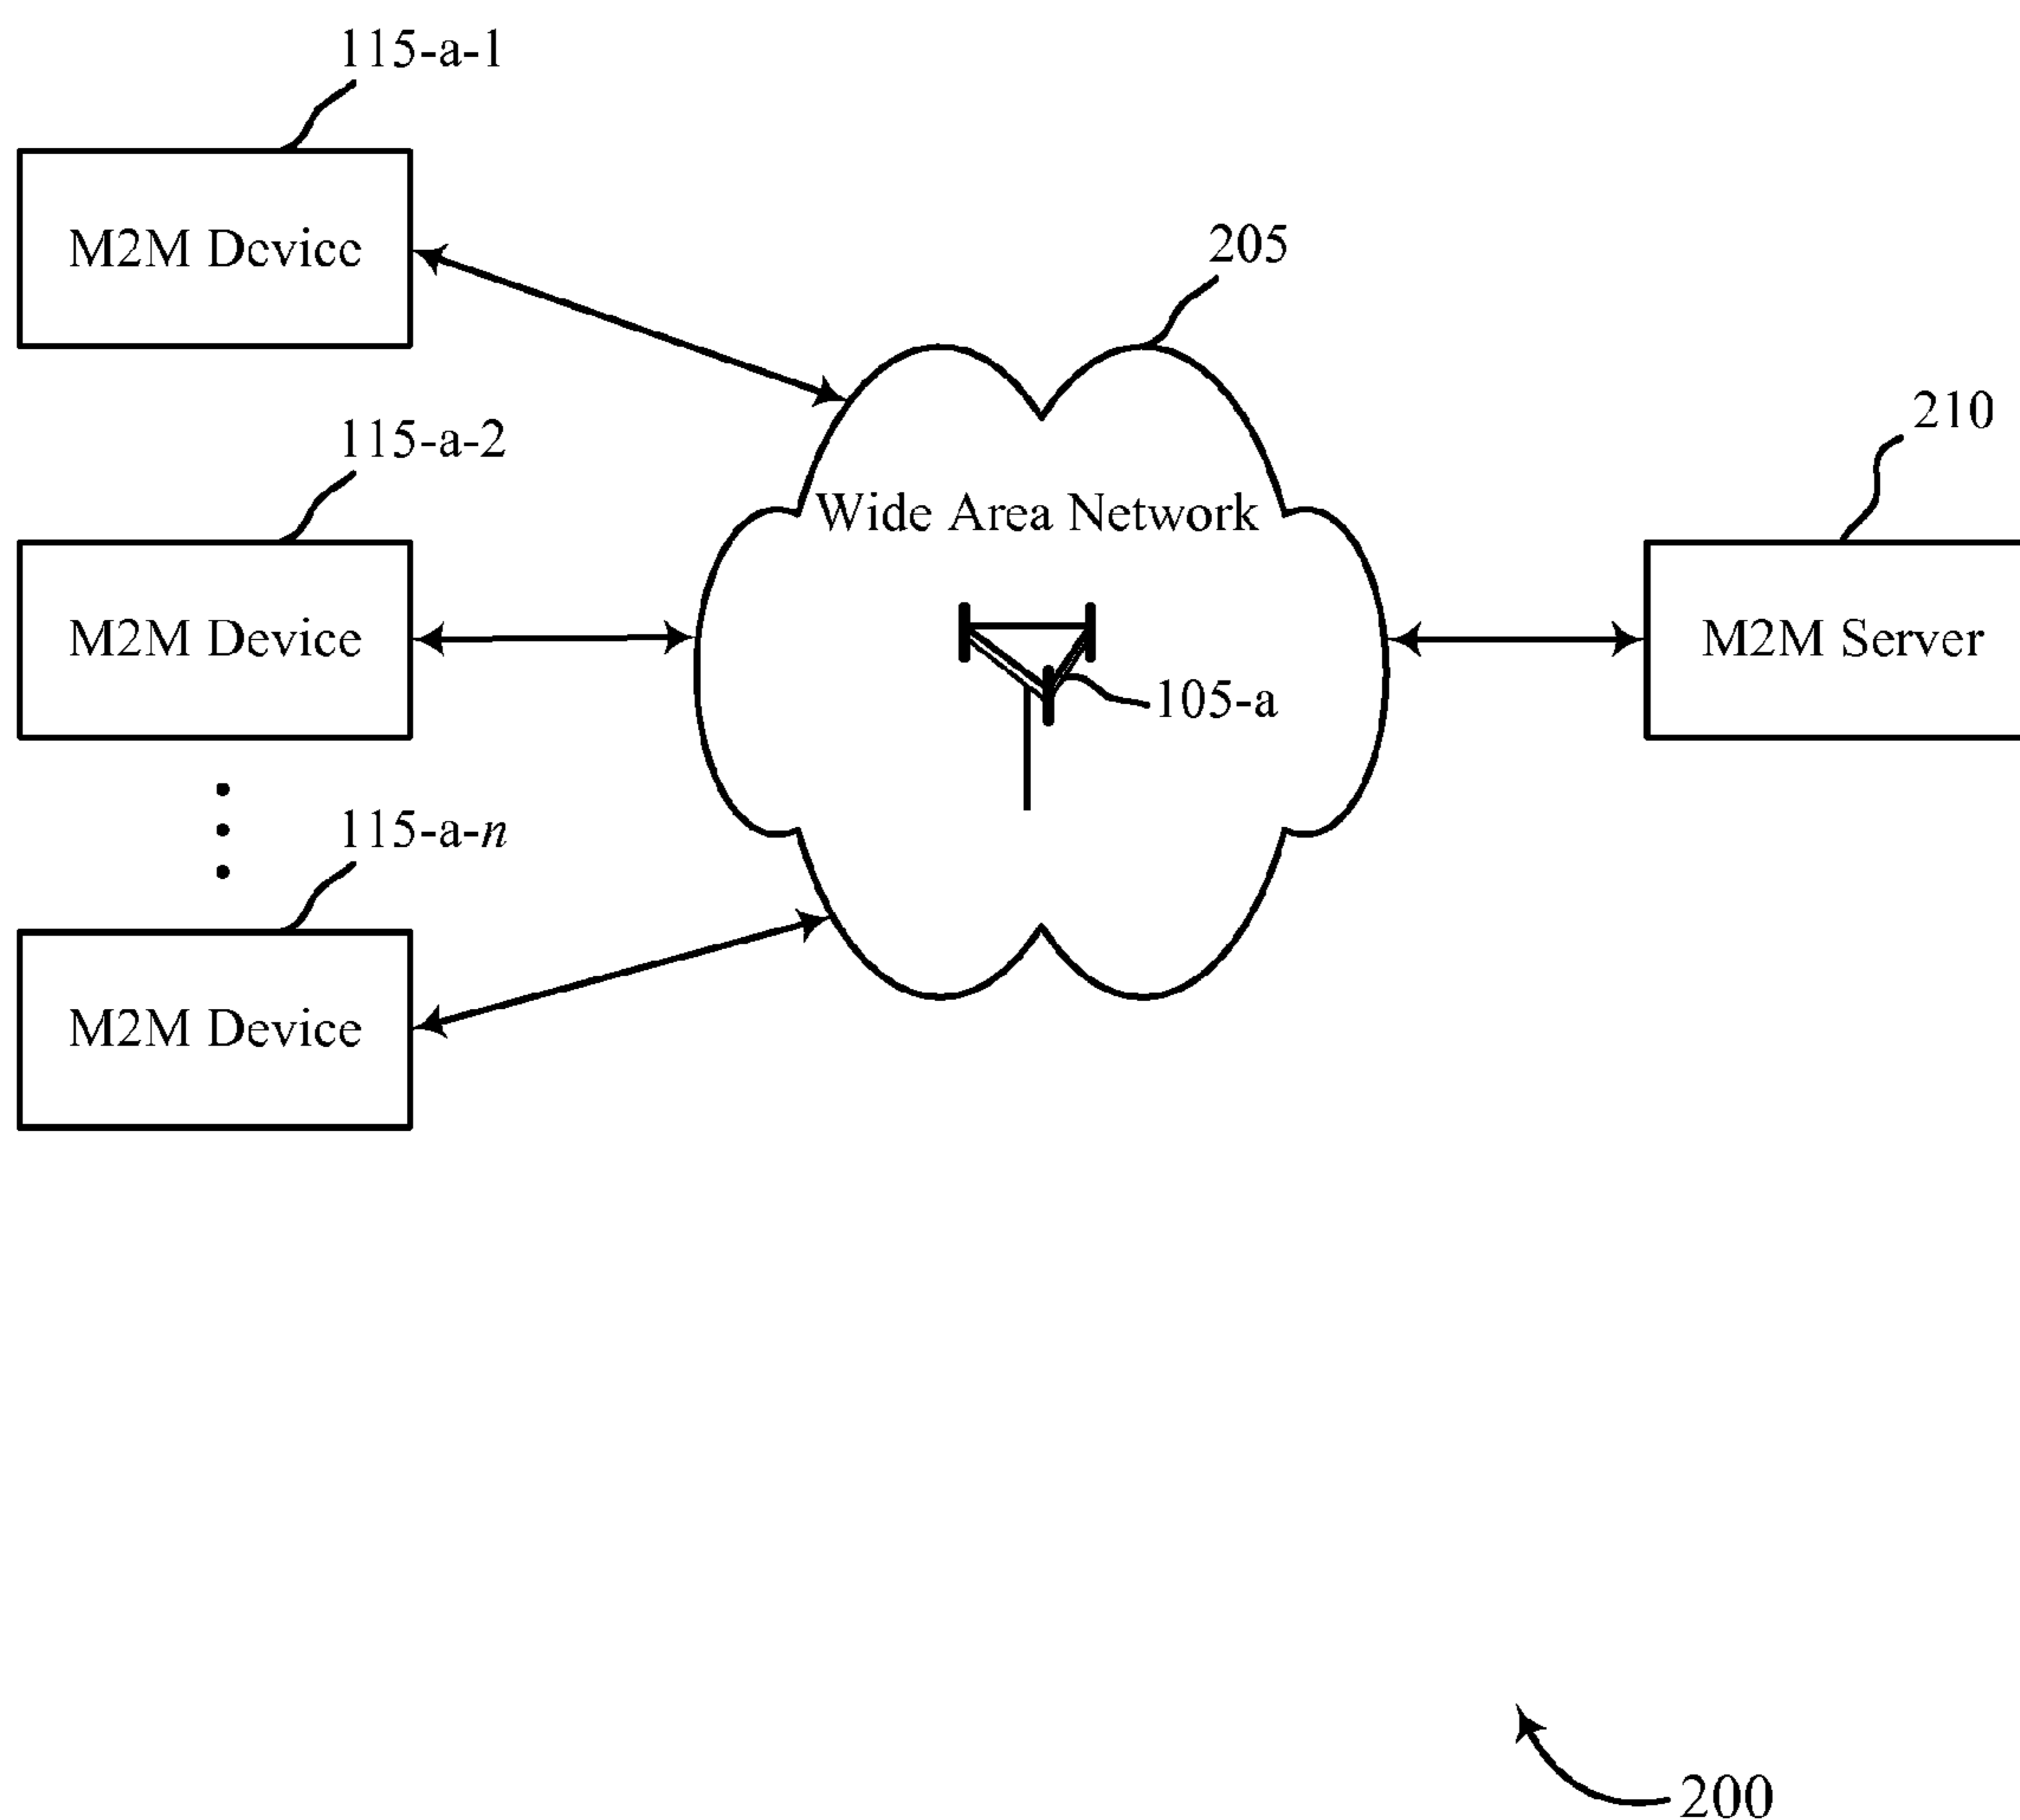 115-a-1
M2M Device
205
210
115-a-2
Wide Area Network
M2M Device
M2M Server
105-a
115-a-n
M2M Device
200